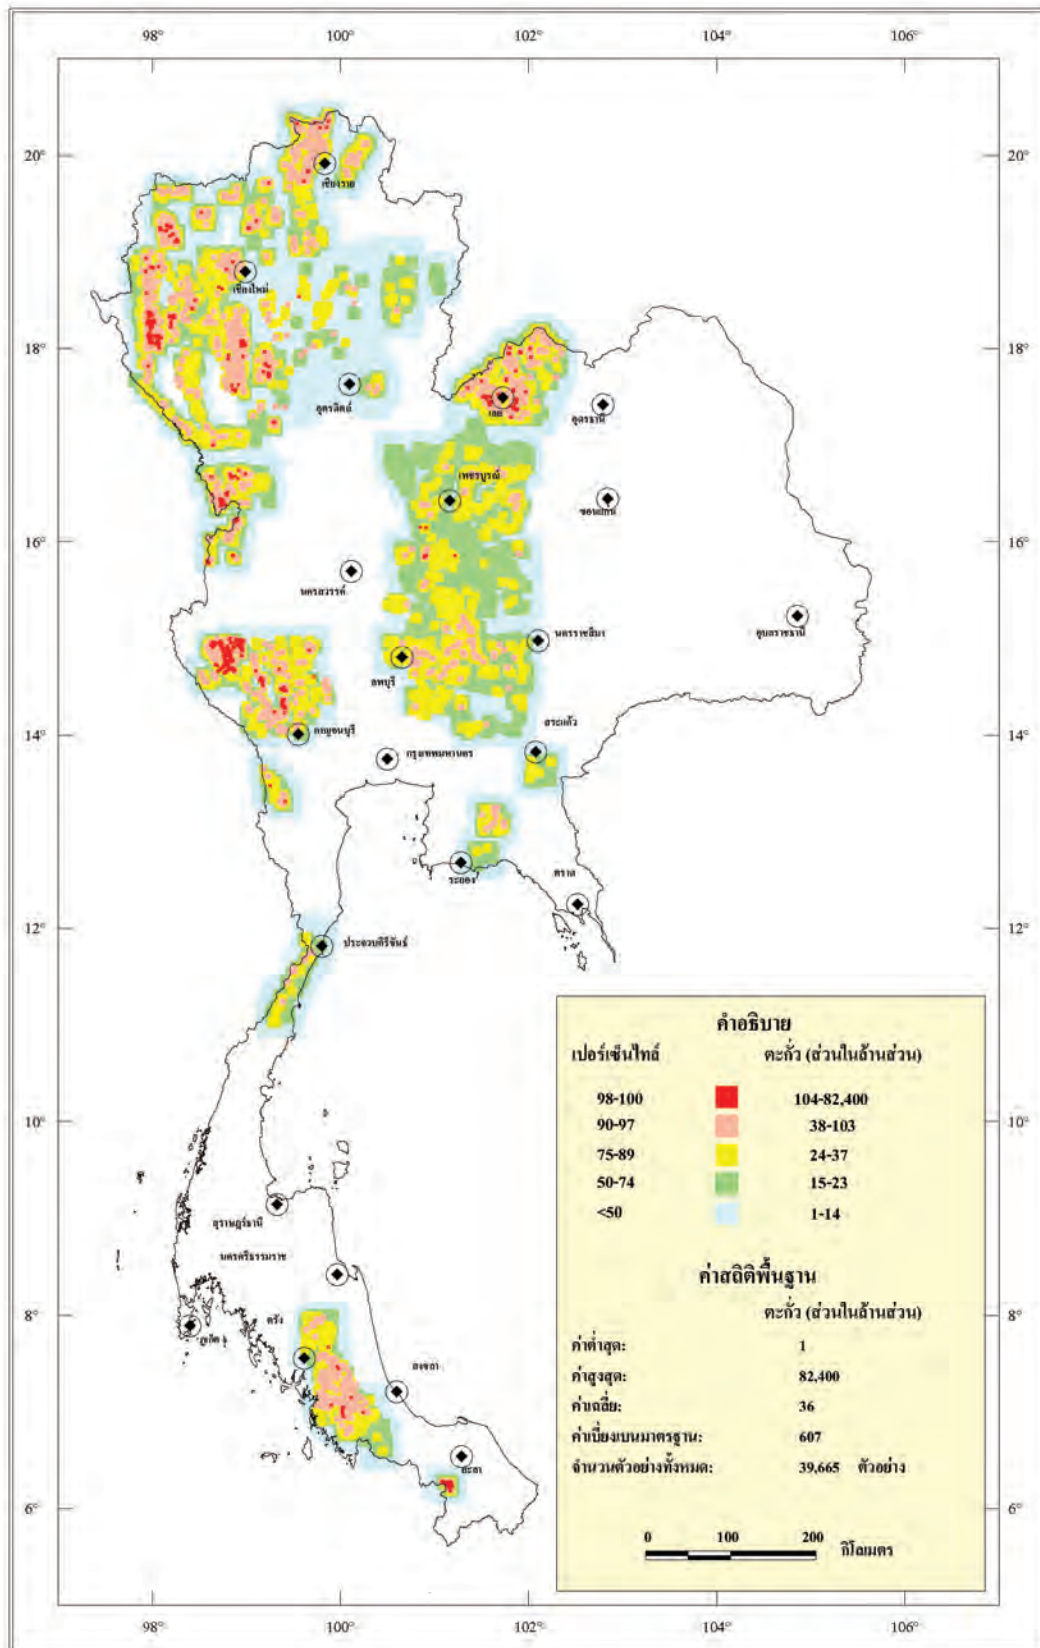 98° 100° 102° 104° 106°
20° 20°
เชียงราย
เชียงใหม่
18° 18°
อุตรดิตถ์
เลย
อุดรธานี
เพชรบูรณ์
ขอนแก่น
16° 16°
นครสวรรค์
นครราชสีมา
อุบลราชธานี
ลพบุรี
สระแก้ว
14° 14°
กาญจนบุรี
กรุงเทพมหานคร
ระยอง
ตราด
12° 12°
ประจวบคีรีขันธ์
คำอธิบาย
เปอร์เซ็นไทล์ ตะกั่ว (ส่วนในล้านส่วน)
98-100 104-82,400
90-97 38-103
75-89 24-37
50-74 15-23
<50 1-14
10° 10°
สุราษฎร์ธานี
นครศรีธรรมราช
ค่าสถิติพื้นฐาน
ตะกั่ว (ส่วนในล้านส่วน)
8° 8°
ตรัง
ภูเก็ต
สงขลา
ยะลา
ค่าต่ำสุด: 1
ค่าสูงสุด: 82,400
ค่าเฉลี่ย: 36
ค่าเบี่ยงเบนมาตรฐาน: 607
จำนวนตัวอย่างทั้งหมด: 39,665 ตัวอย่าง
6° 6°
0 100 200
กิโลเมตร
98° 100° 102° 104° 106°